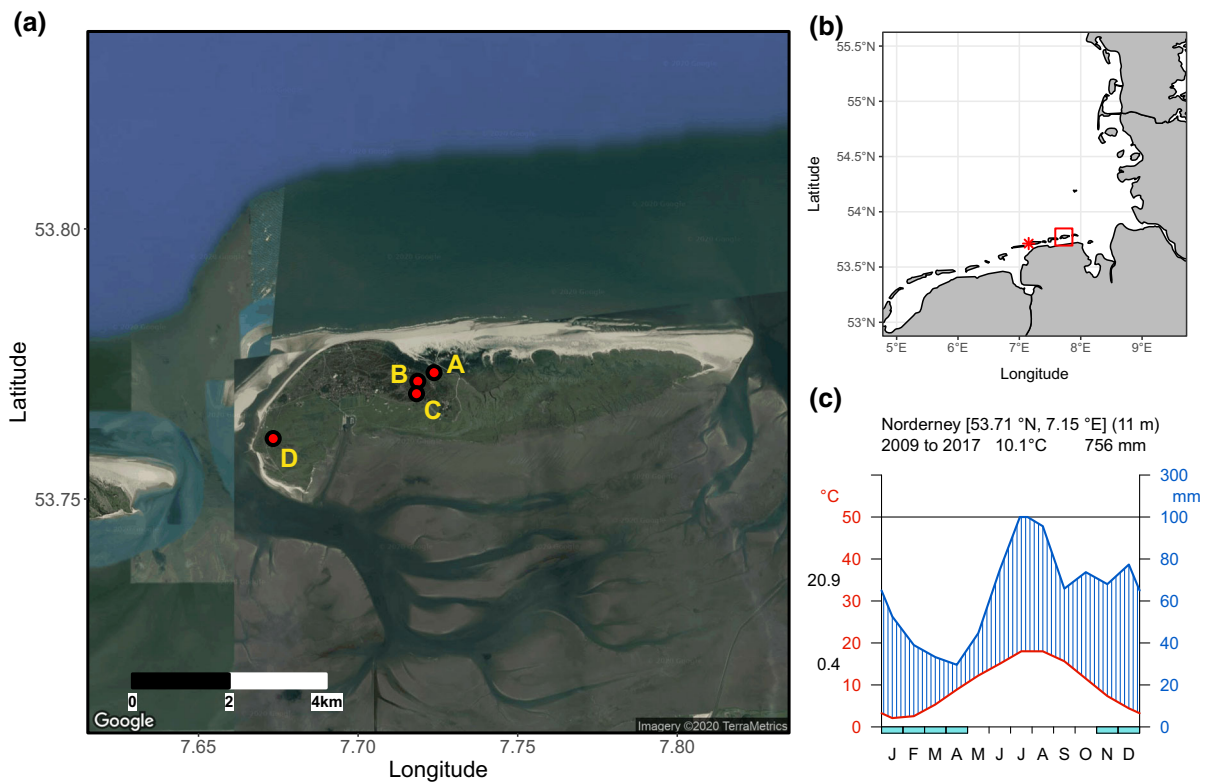 (a)
53.80
53.75
Latitude
A
B
C
D
0 2 4km
Google
Imagery ©2020 TerraMetrics
7.65 7.70 7.75 7.80
Longitude
(b)
55.5°N
55°N
54.5°N
54°N
53.5°N
53°N
Latitude
5°E 6°E 7°E 8°E 9°E
Longitude
(c)
Norderney [53.71 °N, 7.15 °E] (11 m)
2009 to 2017 10.1°C 756 mm
°C
300
mm
50 100
40 80
20.9
30 60
20 40
0.4
10 20
0 0
J F M A M J J A S O N D